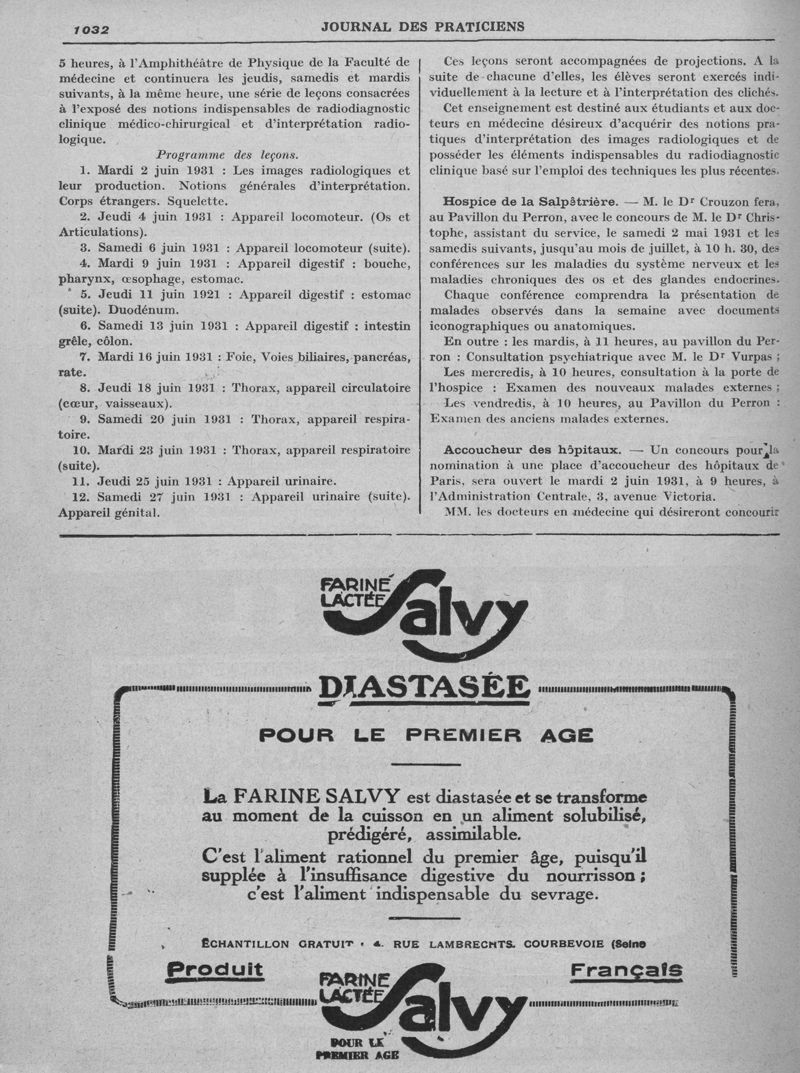 1032
JOURNAL DES PRATICIENS
5 heures, à l'Amphithéâtre de Physique de la Faculté de
médecine et continuera les jeudis, samedis et mardis
suivants, à la même heure, une série de leçons consacrées
à l'exposé des notions indispensables de radiodiagnostic
clinique médico-chirurgical et d'interprétation radio-
logique.
Programme des leçons.
1. Mardi 2 juin 1931 : Les images radiologiques et
leur production. Notions générales d'interprétation.
Corps étrangers. Squelette.
2. Jeudi 4 juin 1931 : Appareil locomoteur. (Os et
Articulations).
3. Samedi 6 juin 1931 : Appareil locomoteur (suite).
4. Mardi 9 juin 1931 : Appareil digestif : bouche,
pharynx, œsophage, estomac.
5. Jeudi 11 juin 1921 : Appareil digestif : estomac
(suite). Duodénum.
6. Samedi 13 juin 1931 : Appareil digestif : intestin
grêle, côlon.
7. Mardi 16 juin 1931 : Foie, Voies biliaires, pancréas,
rate.
8. Jeudi 18 juin 1931 : Thorax, appareil circulatoire
(cœur, vaisseaux).
9. Samedi 20 juin 1931 : Thorax, appareil respira-
toire.
10. Mardi 23 juin 1931 : Thorax, appareil respiratoire
(suite).
11. Jeudi 25 juin 1931 : Appareil urinaire.
12. Samedi 27 juin 1931 : Appareil urinaire (suite).
Appareil génital.
Ces leçons seront accompagnées de projections. A la
suite de chacune d'elles, les élèves seront exercés indi-
viduellement à la lecture et à l'interprétation des clichés.
Cet enseignement est destiné aux étudiants et aux doc-
teurs en médecine désireux d'acquérir des notions pra-
tiques d'interprétation des images radiologiques et de
posséder les éléments indispensables du radiodiagnostic
clinique basé sur l'emploi des techniques les plus récentes.
Hospice de la Salpêtrière. — M. le Dr Crouzon fera,
au Pavillon du Perron, avec le concours de M. le Dr Chris-
tophe, assistant du service, le samedi 2 mai 1931 et les
samedis suivants, jusqu'au mois de juillet, à 10 h. 30, des
conférences sur les maladies du système nerveux et les
maladies chroniques des os et des glandes endocrines.
Chaque conférence comprendra la présentation de
malades observés dans la semaine avec documents
iconographiques ou anatomiques.
En outre : les mardis, à 11 heures, au pavillon du Per-
ron : Consultation psychiatrique avec M. le Dr Vurpas ;
Les mercredis, à 10 heures, consultation à la porte de
l'hospice : Examen des nouveaux malades externes ;
Les vendredis, à 10 heures, au Pavillon du Perron :
Examen des anciens malades externes.
Accoucheur des hôpitaux. — Un concours pour la
nomination à une place d'accoucheur des hôpitaux de
Paris, sera ouvert le mardi 2 juin 1931, à 9 heures, à
l'Administration Centrale, 3, avenue Victoria.
MM. les docteurs en médecine qui désireront concourir
FARINE
LACTÉE
Salvy
DIASTASÉE
POUR LE PREMIER AGE
La FARINE SALVY est diastasée et se transforme
au moment de la cuisson en un aliment solubilisé,
prédigéré, assimilable.
C'est l'aliment rationnel du premier âge, puisqu'il
supplée à l'insuffisance digestive du nourrisson ;
c'est l'aliment indispensable du sevrage.
ÉCHANTILLON GRATUIT • 4. RUE LAMBRECHTS. COURBEVOIE (Seine
Produit
Français
FARINE
LACTÉE
Salvy
POUR LE
PREMIER AGE